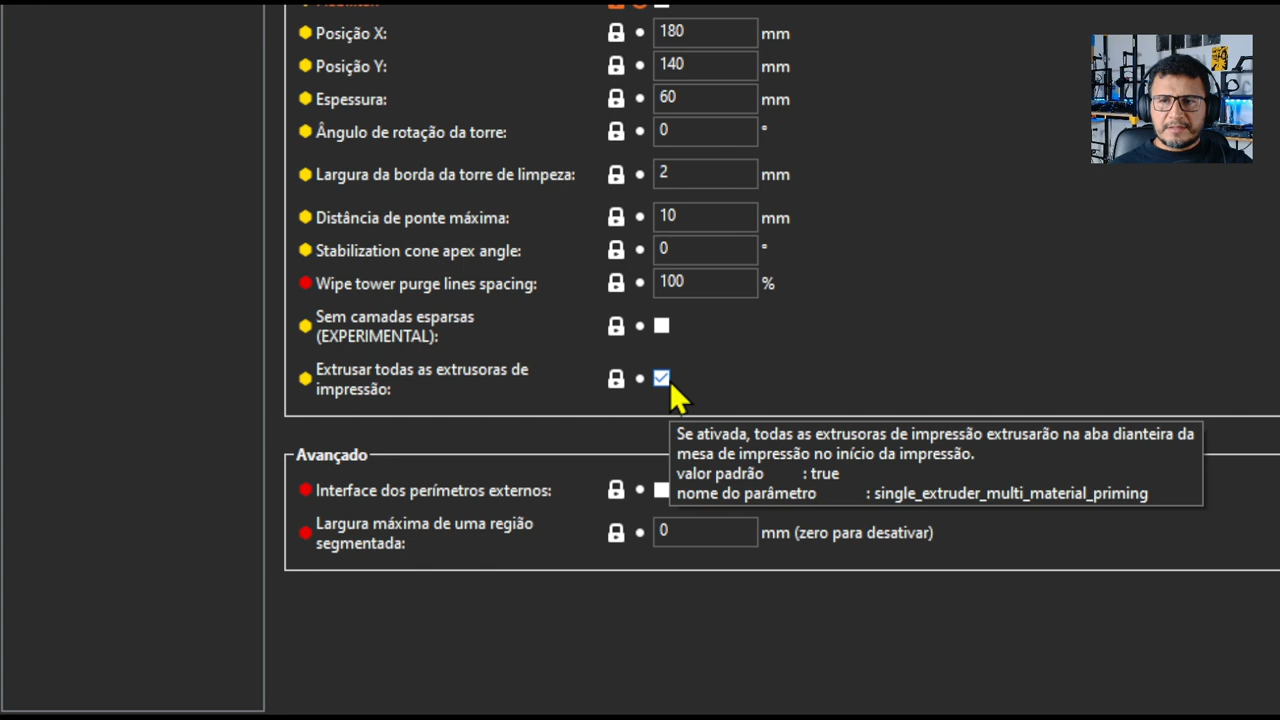 Posição X: 180 mm
Posição Y: 140 mm
Espessura: 60 mm
Ângulo de rotação da torre: 0 °
Largura da borda da torre de limpeza: 2 mm
Distância de ponte máxima: 10 mm
Stabilization cone apex angle: 0 °
Wipe tower purge lines spacing: 100 %
Sem camadas esparsas
(EXPERIMENTAL):
Extrusar todas as extrusoras de
impressão:
Se ativada, todas as extrusoras de impressão extrusarão na aba dianteira da
mesa de impressão no início da impressão.
valor padrão : true
nome do parâmetro : single_extruder_multi_material_priming
Avançado
Interface dos perímetros externos:
Largura máxima de uma região
segmentada: 0 mm (zero para desativar)